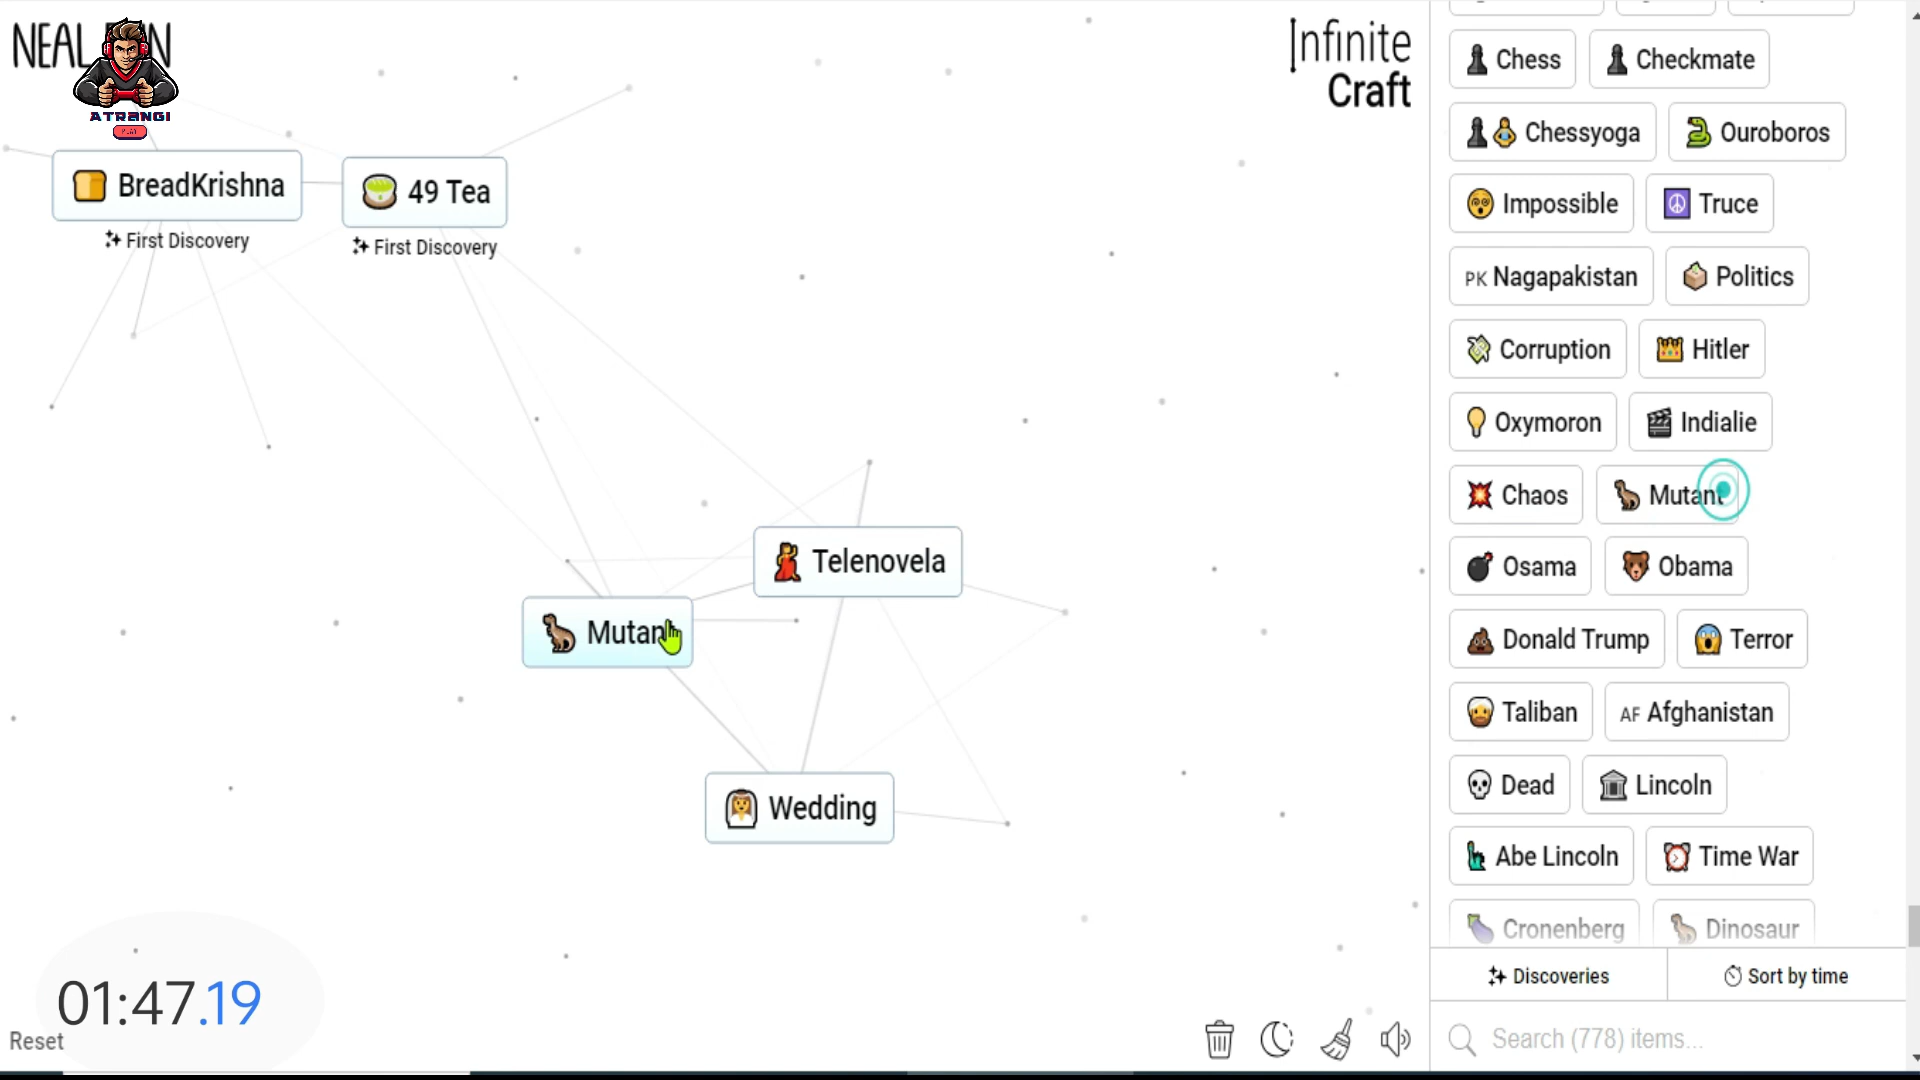 NEAL
ATRANGI
PLAY
Infinite
Craft
BreadKrishna
First Discovery
49 Tea
First Discovery
Telenovela
Mutant
Wedding
01:47.19
Reset
Chess
Checkmate
Chessyoga
Ouroboros
Impossible
Truce
PK Nagapakistan
Politics
Corruption
Hitler
Oxymoron
Indialie
Chaos
Mutant
Osama
Obama
Donald Trump
Terror
Taliban
AF Afghanistan
Dead
Lincoln
Abe Lincoln
Time War
Cronenberg
Dinosaur
Discoveries
Sort by time
Search (778) items...